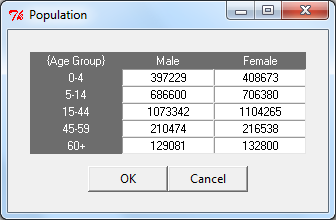 Population
{Age Group} Male Female
0-4 397229 408673
5-14 686600 706380
15-44 1073342 1104265
45-59 210474 216538
60+ 129081 132800
OK Cancel